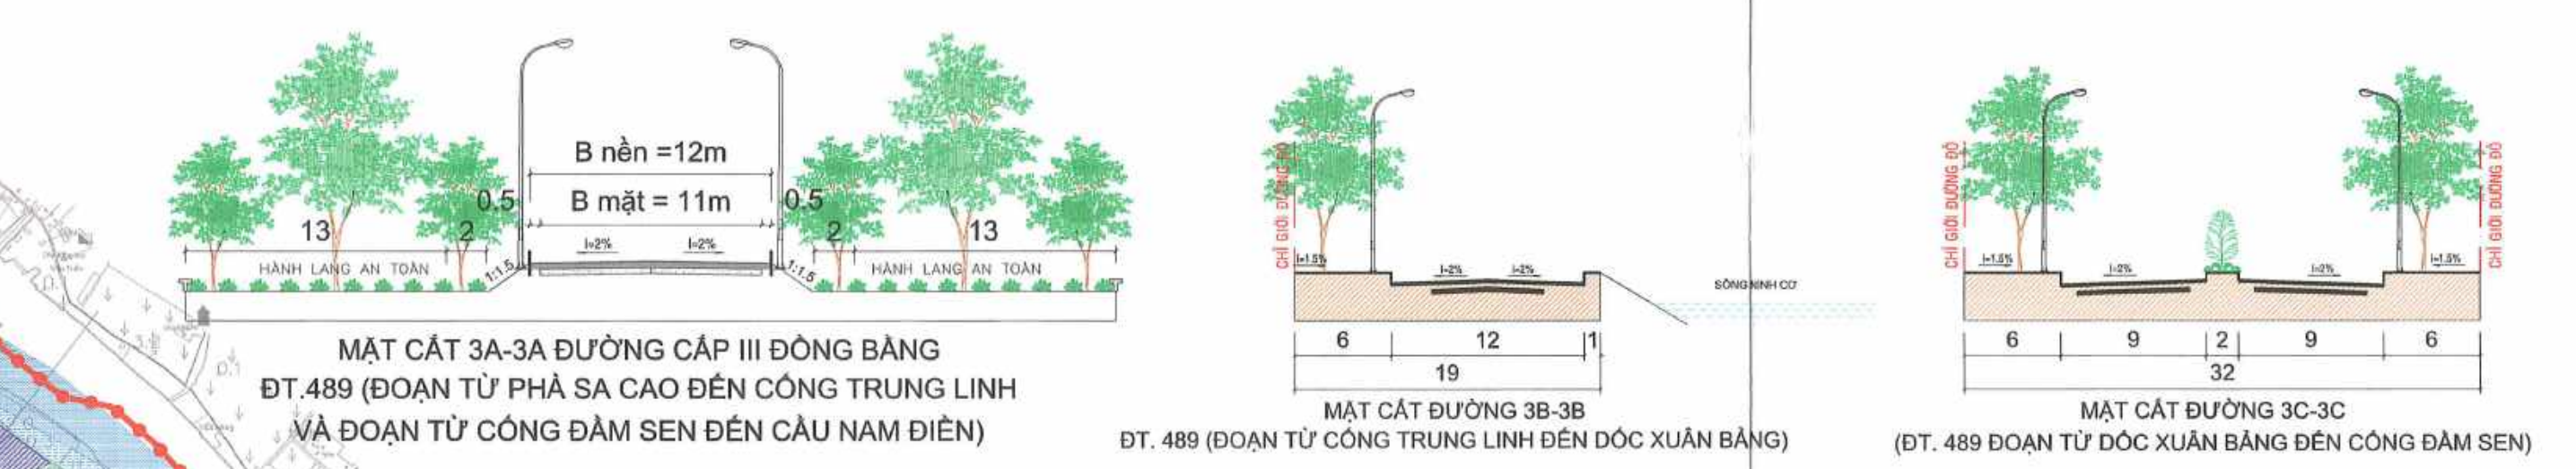 B nền =12m
0.5 B mặt = 11m 0.5
13 2 2 13
i=2% i=2%
HÀNH LANG AN TOÀN 1:1.5 1:1.5 HÀNH LANG AN TOÀN
MẶT CẮT 3A-3A ĐƯỜNG CẤP III ĐỒNG BẰNG
ĐT.489 (ĐOẠN TỪ PHÀ SA CAO ĐẾN CỐNG TRUNG LINH
VÀ ĐOẠN TỪ CỐNG ĐẦM SEN ĐẾN CẦU NAM ĐIỀN)
CHỈ GIỚI ĐƯỜNG ĐỎ
i=1.5% i=2% i=2%
SÔNG NINH CƠ
6 12 1
19
MẶT CẮT ĐƯỜNG 3B-3B
ĐT. 489 (ĐOẠN TỪ CỐNG TRUNG LINH ĐẾN DỐC XUÂN BẢNG)
CHỈ GIỚI ĐƯỜNG ĐỎ
CHỈ GIỚI ĐƯỜNG ĐỎ
i=1.5% i=2% i=2% i=1.5%
6 9 2 9 6
32
MẶT CẮT ĐƯỜNG 3C-3C
(ĐT. 489 ĐOẠN TỪ DỐC XUÂN BẢNG ĐẾN CỐNG ĐẦM SEN)